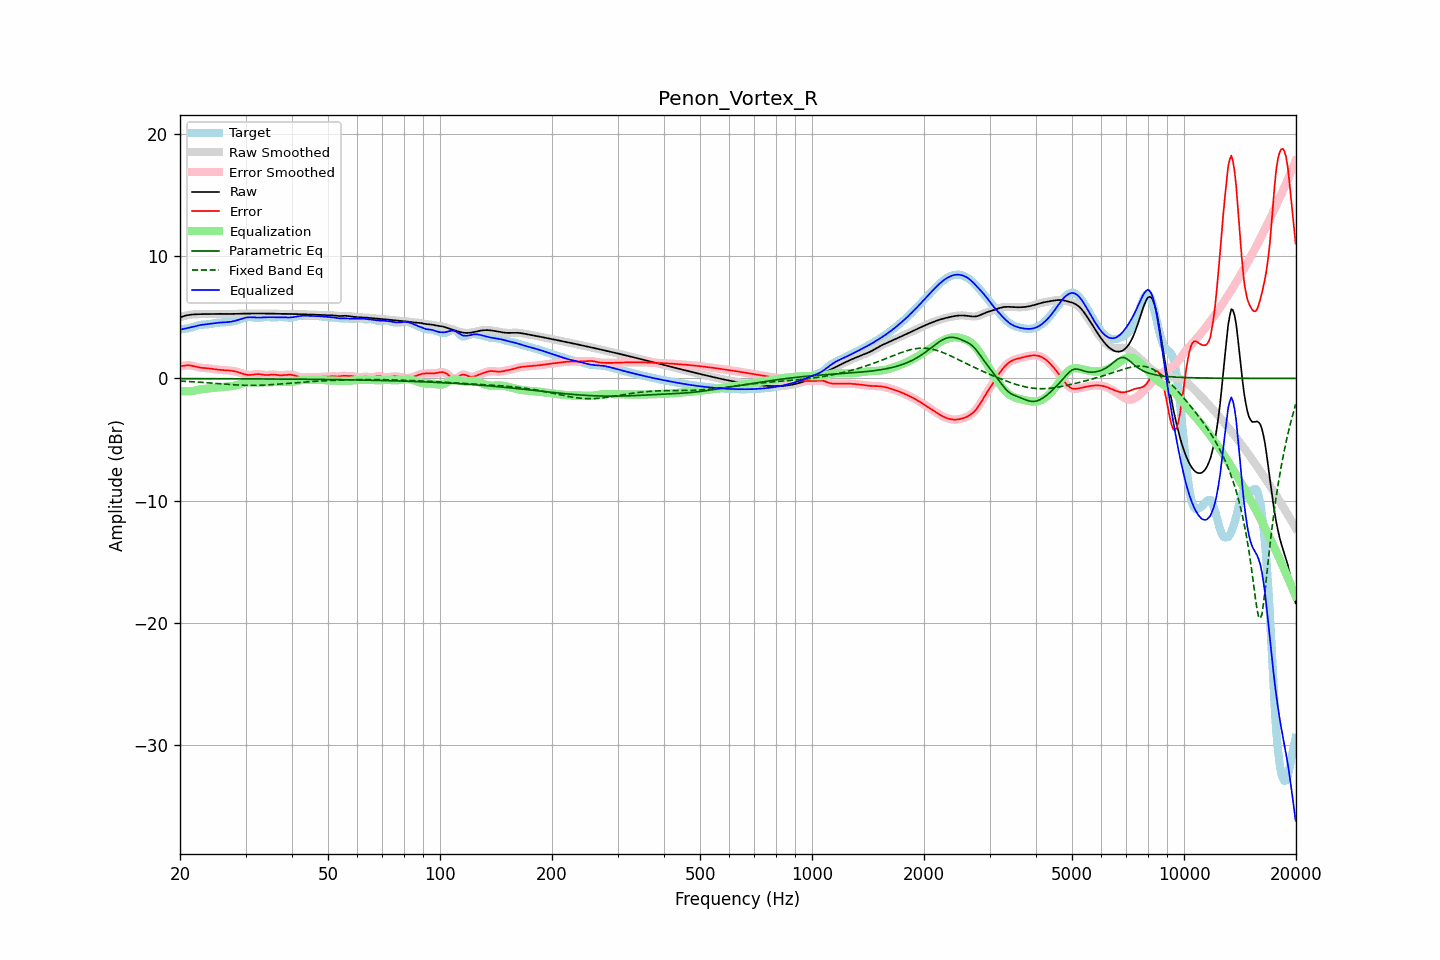 Penon_Vortex_R
Target
Raw Smoothed
Error Smoothed
Raw
Error
Equalization
Parametric Eq
Fixed Band Eq
Equalized
20
10
0
−10
−20
−30
Amplitude (dBr)
20 50 100 200 500 1000 2000 5000 10000 20000
Frequency (Hz)